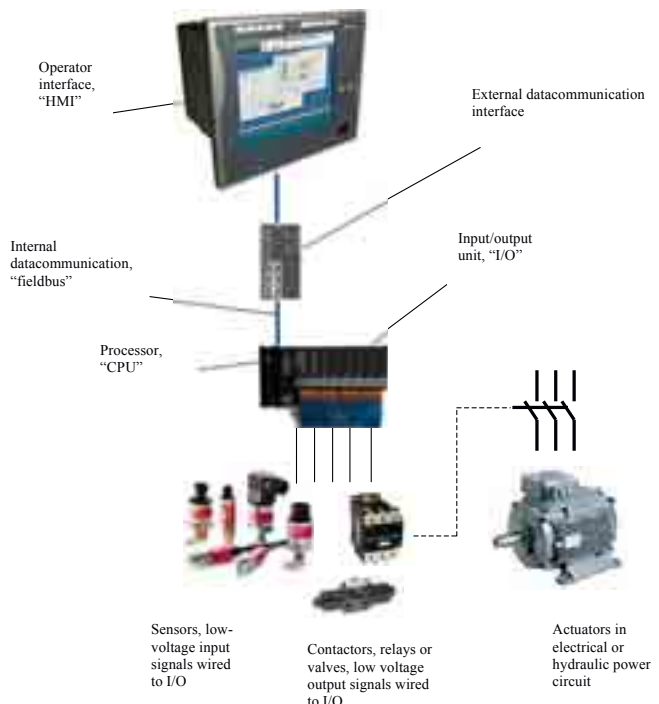 Operator
interface,
“HMI”
External datacommunication
interface
Internal
datacommunication,
“fieldbus”
Input/output
unit, “I/O”
Processor,
“CPU”
Sensors, low-
voltage input
signals wired
to I/O
Contactors, relays or
valves, low voltage
output signals wired
to I/O
Actuators in
electrical or
hydraulic power
circuit